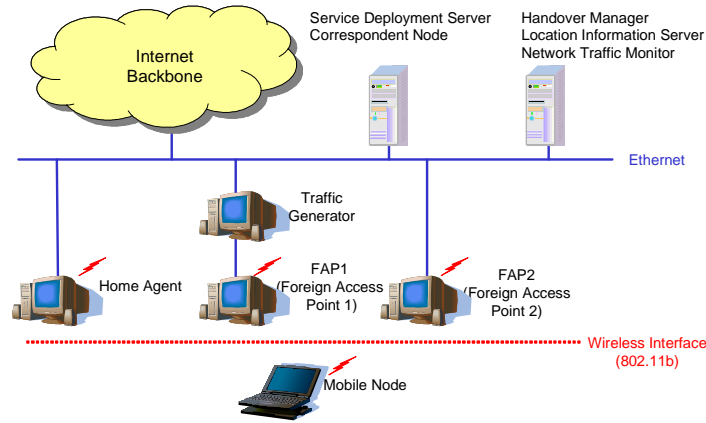 Service Deployment Server
Correspondent Node
Handover Manager
Location Information Server
Network Traffic Monitor
Internet
Backbone
Ethernet
Traffic
Generator
Home Agent
FAP1
(Foreign Access
Point 1)
FAP2
(Foreign Access
Point 2)
Wireless Interface
(802.11b)
Mobile Node